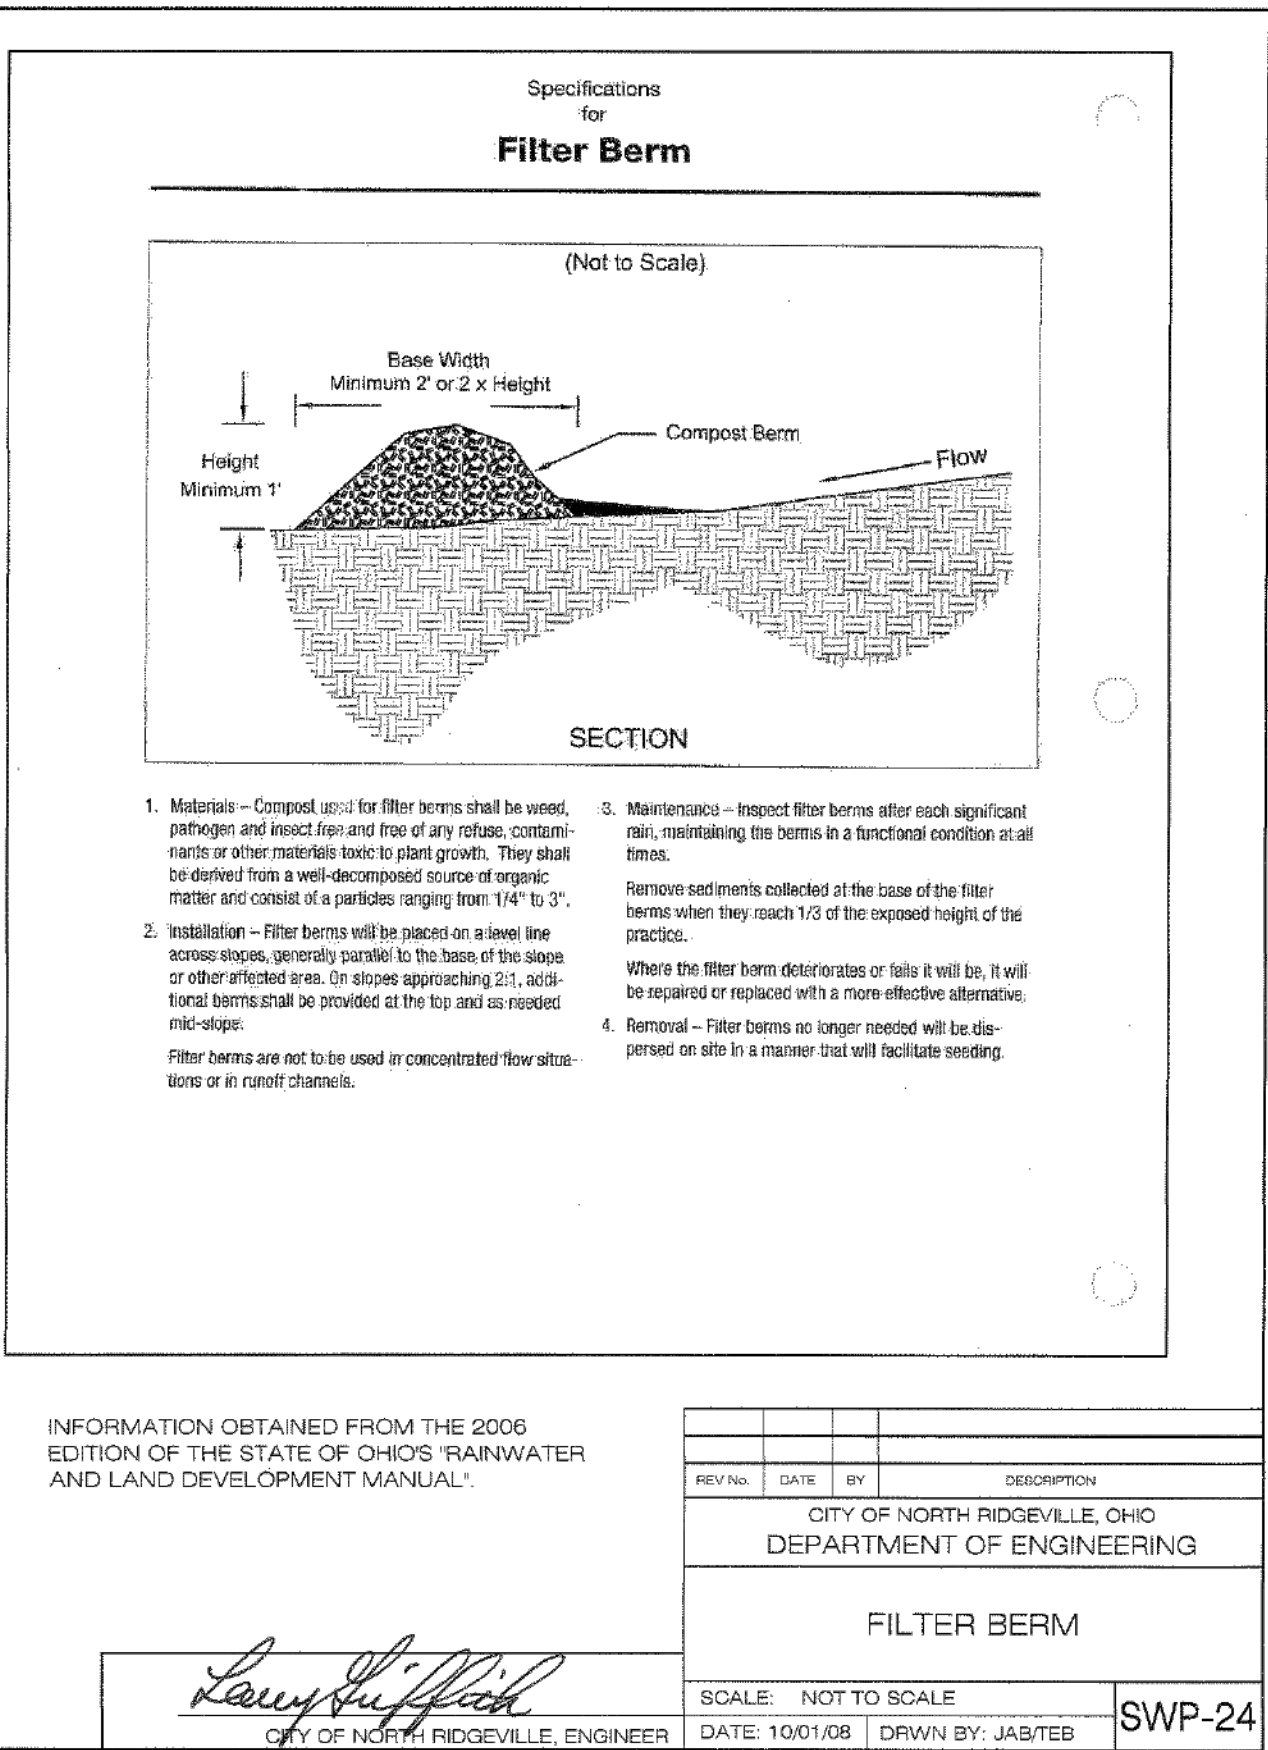 Specifications
for
Filter Berm
(Not to Scale)
Base Width
Minimum 2' or 2 x Height
Compost Berm
Flow
Height
Minimum 1'
SECTION
1. Materials – Compost used for filter berms shall be weed,
pathogen and insect free and free of any refuse, contami-
nants or other materials toxic to plant growth. They shall
be derived from a well-decomposed source of organic
matter and consist of a particles ranging from 1/4" to 3".
2. Installation – Filter berms will be placed on a level line
across slopes, generally parallel to the base of the slope
or other affected area. On slopes approaching 2:1, addi-
tional berms shall be provided at the top and as needed
mid-slope.
Filter berms are not to be used in concentrated flow situa-
tions or in runoff channels.
3. Maintenance – Inspect filter berms after each significant
rain, maintaining the berms in a functional condition at all
times.
Remove sediments collected at the base of the filter
berms when they reach 1/3 of the exposed height of the
practice.
Where the filter berm deteriorates or fails it will be, it will
be repaired or replaced with a more effective alternative.
4. Removal – Filter berms no longer needed will be dis-
persed on site in a manner that will facilitate seeding.
INFORMATION OBTAINED FROM THE 2006
EDITION OF THE STATE OF OHIO'S "RAINWATER
AND LAND DEVELOPMENT MANUAL".
REV No. DATE BY DESCRIPTION
CITY OF NORTH RIDGEVILLE, OHIO
DEPARTMENT OF ENGINEERING
FILTER BERM
Larry Griffith
CITY OF NORTH RIDGEVILLE, ENGINEER
SCALE: NOT TO SCALE
DATE: 10/01/08 DRWN BY: JAB/TEB
SWP-24